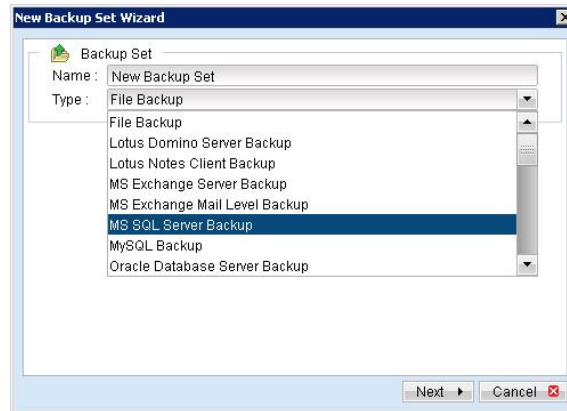 New Backup Set Wizard
Backup Set
Name : New Backup Set
Type : File Backup
File Backup
Lotus Domino Server Backup
Lotus Notes Client Backup
MS Exchange Server Backup
MS Exchange Mail Level Backup
MS SQL Server Backup
MySQL Backup
Oracle Database Server Backup
Next Cancel